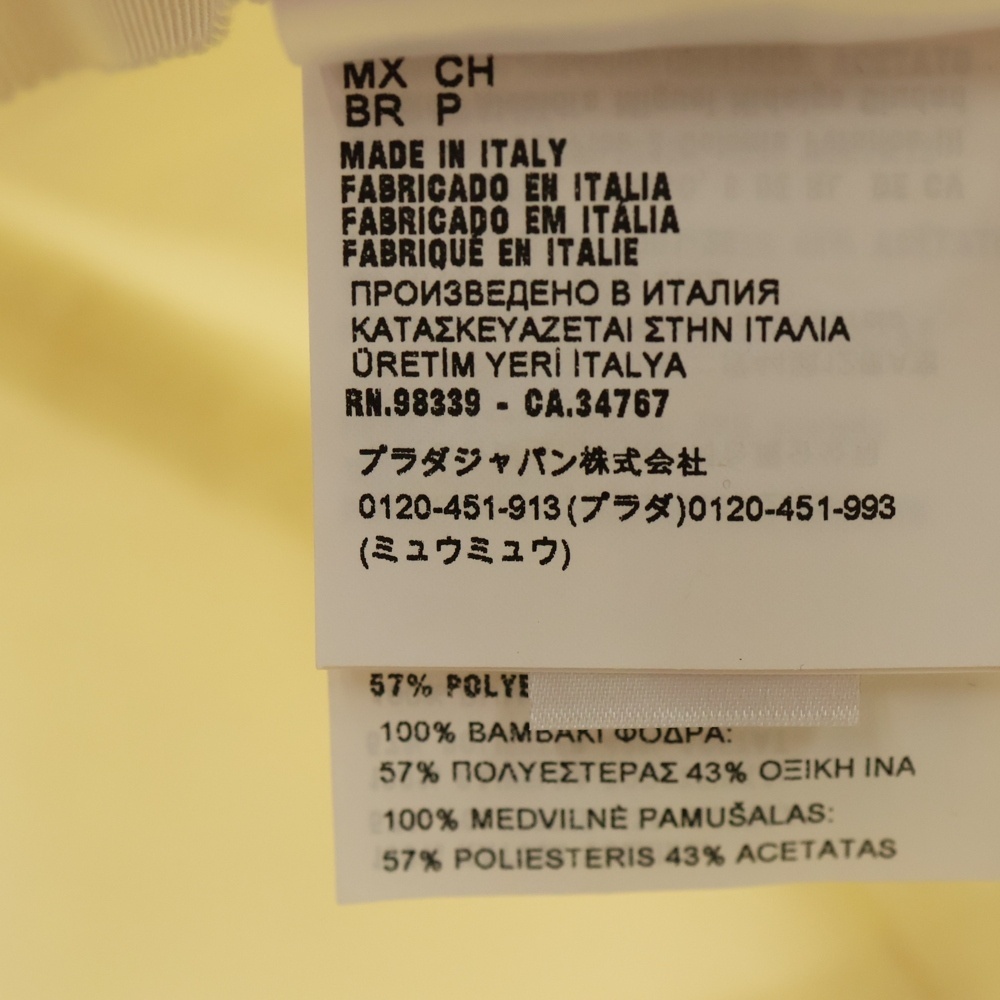 MX CH
BR P
MADE IN ITALY
FABRICADO EN ITALIA
FABRICADO EM ITÁLIA
FABRIQUÉ EN ITALIE
ПРОИЗВЕДЕНО В ИТАЛИЯ
ΚΑΤΑΣΚΕΥΑΖΕΤΑΙ ΣΤΗΝ ΙΤΑΛΙΑ
ÜRETİM YERİ İTALYA
RN.98339 - CA.34767
プラダジャパン株式会社
0120-451-913(プラダ)0120-451-993
(ミュウミュウ)
57%
100% ΒΑΜΒΑΚΙ ΦΟΔΡΑ:
57% ΠΟΛΥΕΣΤΕΡΑΣ 43% ΟΞΙΚΗ ΙΝΑ
100% MEDVILNĖ PAMUŠALAS:
57% POLIESTERIS 43% ACETATAS